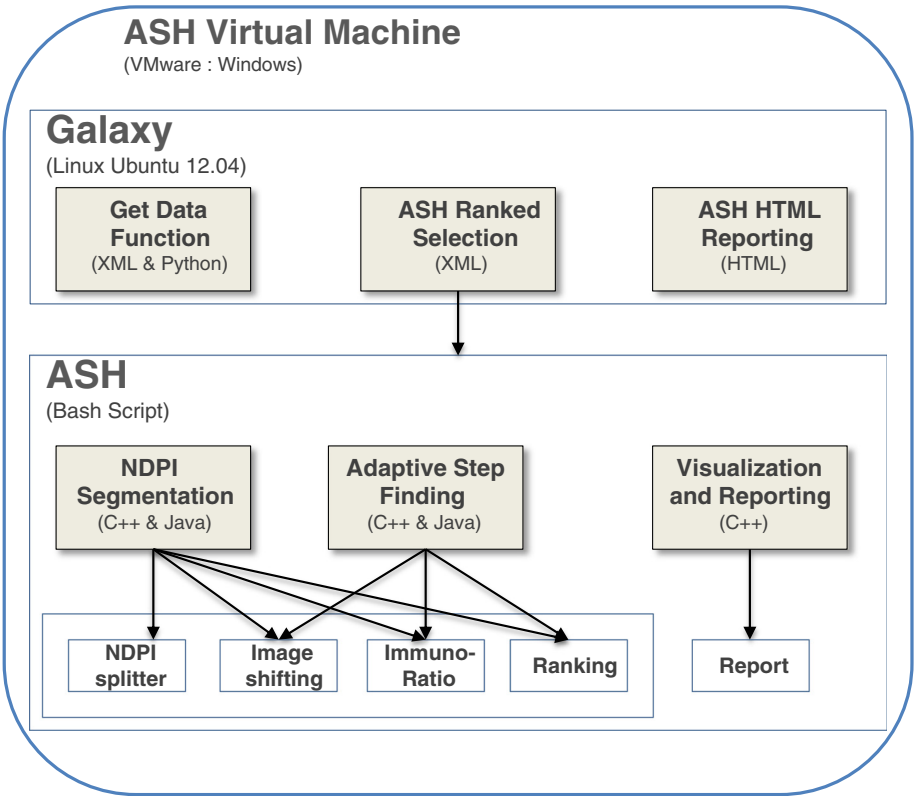 ASH Virtual Machine
(VMware : Windows)
Galaxy
(Linux Ubuntu 12.04)
Get Data
Function
(XML & Python)
ASH Ranked
Selection
(XML)
ASH HTML
Reporting
(HTML)
ASH
(Bash Script)
NDPI
Segmentation
(C++ & Java)
Adaptive Step
Finding
(C++ & Java)
Visualization
and Reporting
(C++)
NDPI
splitter
Image
shifting
Immuno-
Ratio
Ranking
Report